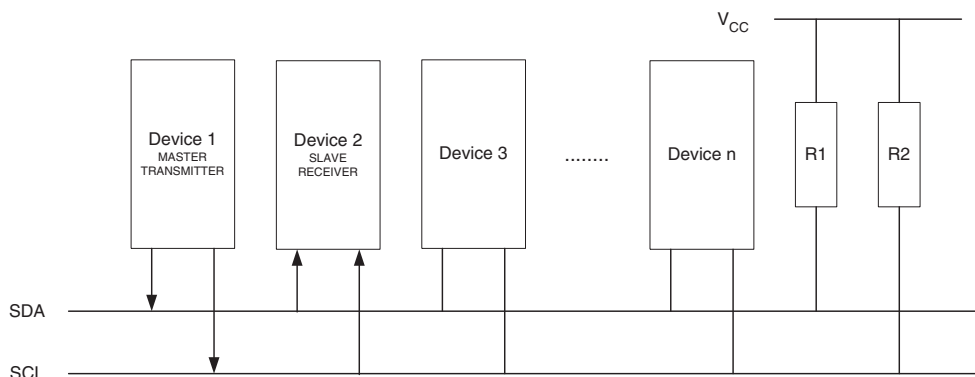 V_CC
Device 1
MASTER
TRANSMITTER
Device 2
SLAVE
RECEIVER
Device 3
........
Device n
R1
R2
SDA
SCL